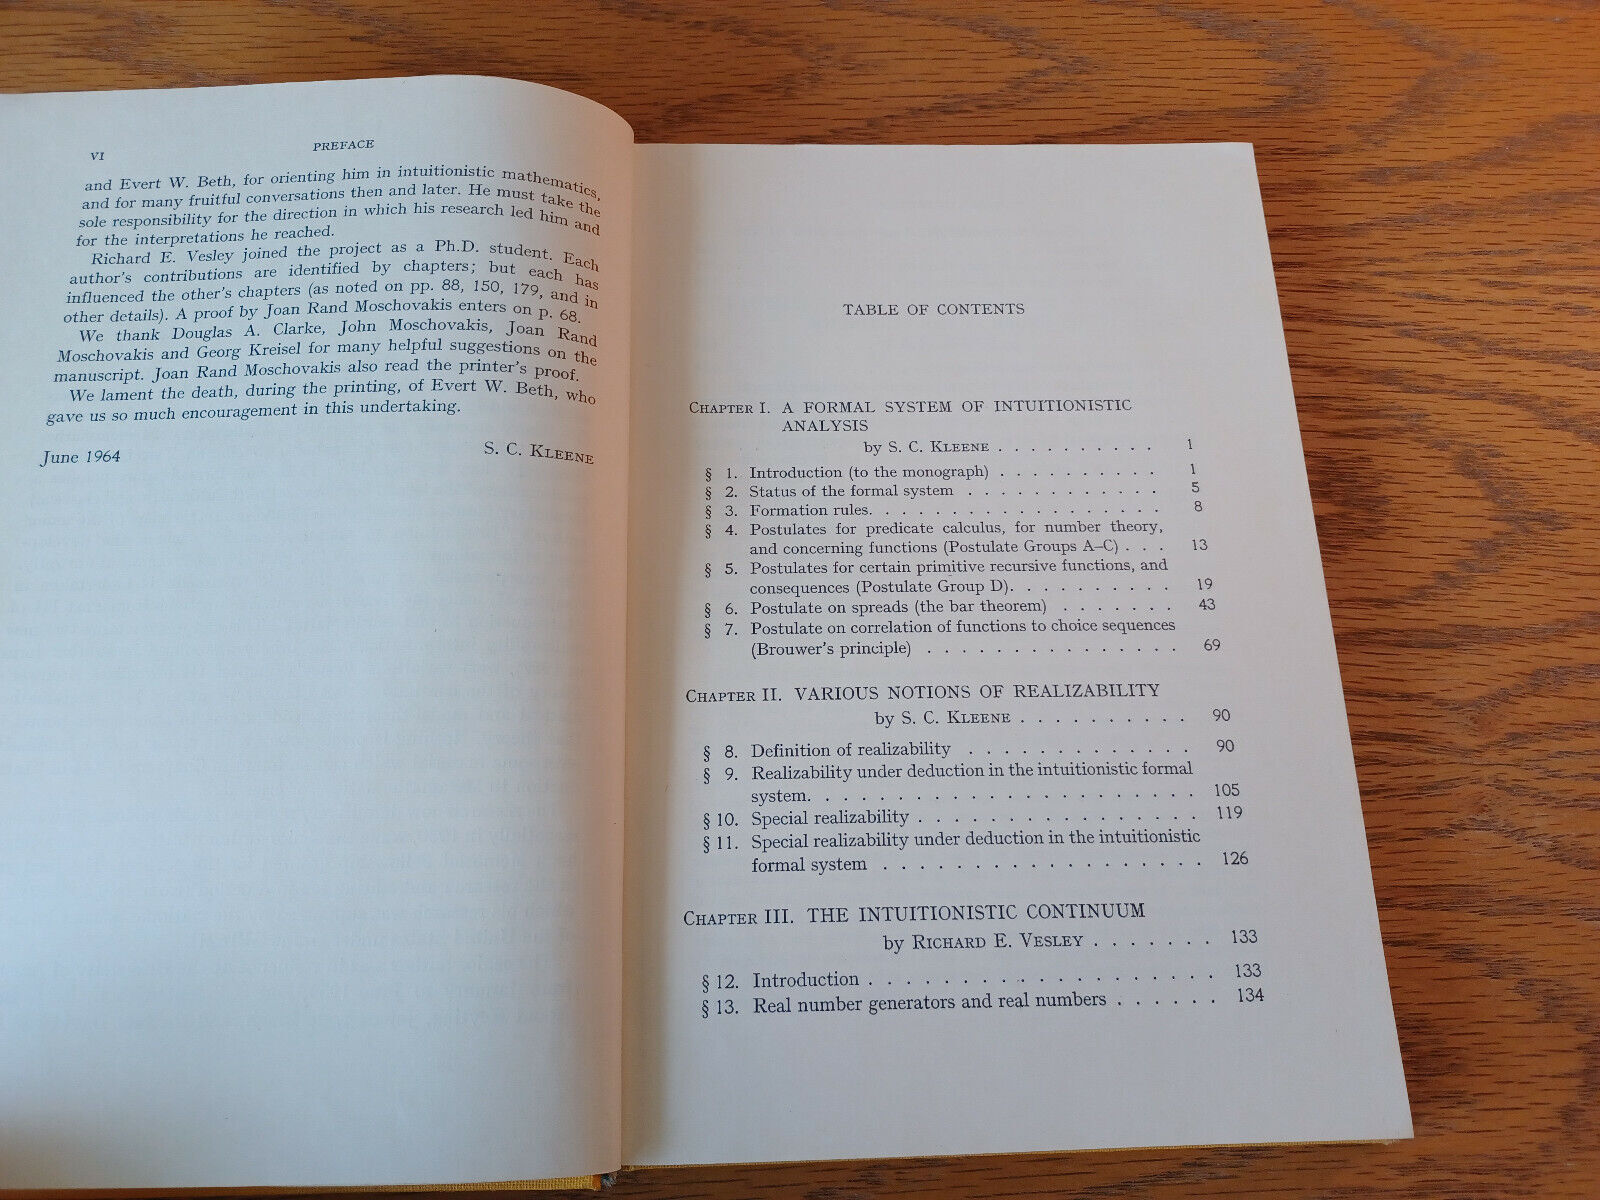 VI PREFACE
and Evert W. Beth, for orienting him in intuitionistic mathematics,
and for many fruitful conversations then and later. He must take the
sole responsibility for the direction in which his research led him and
for the interpretations he reached.
Richard E. Vesley joined the project as a Ph.D. student. Each
author's contributions are identified by chapters; but each has
influenced the other's chapters (as noted on pp. 88, 150, 179, and in
other details). A proof by Joan Rand Moschovakis enters on p. 68.
We thank Douglas A. Clarke, John Moschovakis, Joan Rand
Moschovakis and Georg Kreisel for many helpful suggestions on the
manuscript. Joan Rand Moschovakis also read the printer's proof.
We lament the death, during the printing, of Evert W. Beth, who
gave us so much encouragement in this undertaking.
June 1964 S. C. KLEENE
TABLE OF CONTENTS
CHAPTER I. A FORMAL SYSTEM OF INTUITIONISTIC
ANALYSIS
by S. C. KLEENE . . . . . . . . . . 1
§ 1. Introduction (to the monograph) . . . . . . . . . . 1
§ 2. Status of the formal system . . . . . . . . . . . . 5
§ 3. Formation rules. . . . . . . . . . . . . . . . . . 8
§ 4. Postulates for predicate calculus, for number theory,
and concerning functions (Postulate Groups A–C) . . . 13
§ 5. Postulates for certain primitive recursive functions, and
consequences (Postulate Group D). . . . . . . . . . 19
§ 6. Postulate on spreads (the bar theorem) . . . . . . . 43
§ 7. Postulate on correlation of functions to choice sequences
(Brouwer's principle) . . . . . . . . . . . . . . . 69
CHAPTER II. VARIOUS NOTIONS OF REALIZABILITY
by S. C. KLEENE . . . . . . . . . . 90
§ 8. Definition of realizability . . . . . . . . . . . . . 90
§ 9. Realizability under deduction in the intuitionistic formal
system. . . . . . . . . . . . . . . . . . . . . . 105
§ 10. Special realizability . . . . . . . . . . . . . . . . 119
§ 11. Special realizability under deduction in the intuitionistic
formal system . . . . . . . . . . . . . . . . . . 126
CHAPTER III. THE INTUITIONISTIC CONTINUUM
by RICHARD E. VESLEY . . . . . . . 133
§ 12. Introduction . . . . . . . . . . . . . . . . . . 133
§ 13. Real number generators and real numbers . . . . . . 134